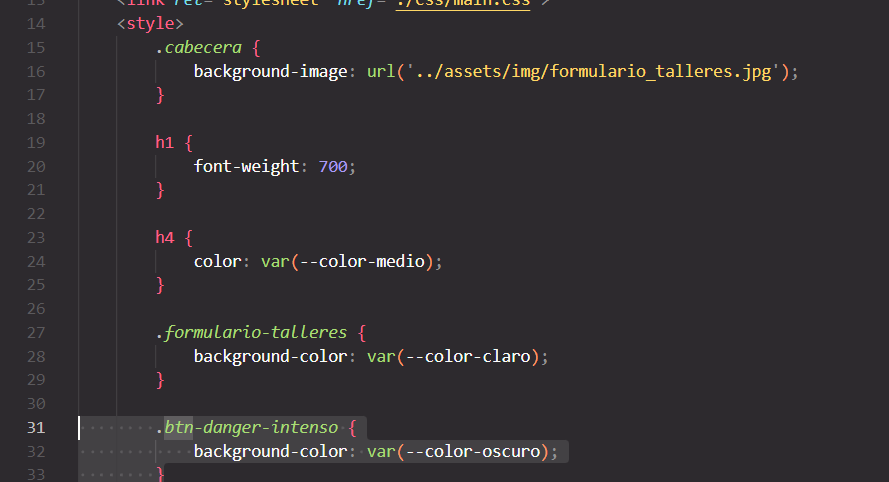 13 <link rel="stylesheet" href="./css/main.css">
14 <style>
15 .cabecera {
16 background-image: url('../assets/img/formulario_talleres.jpg');
17 }
18
19 h1 {
20 font-weight: 700;
21 }
22
23 h4 {
24 color: var(--color-medio);
25 }
26
27 .formulario-talleres {
28 background-color: var(--color-claro);
29 }
30
31 .btn-danger-intenso {
32 background-color: var(--color-oscuro);
33 }